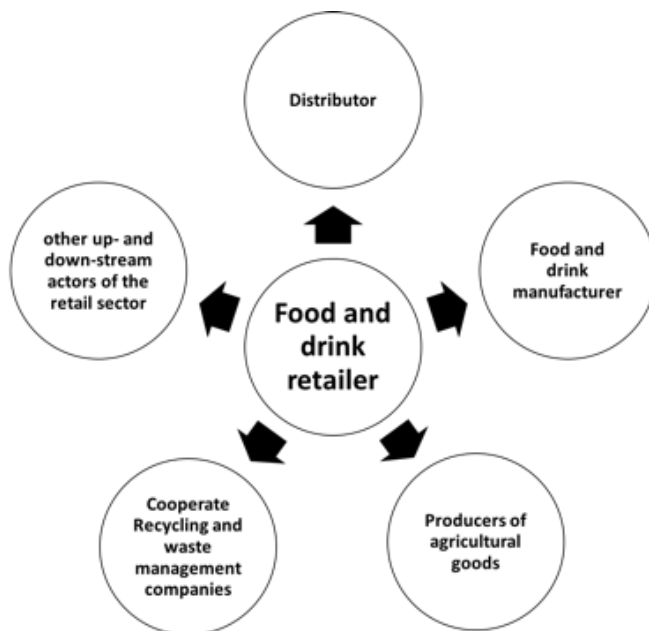 Distributor
other up- and
down-stream
actors of the
retail sector
Food and
drink
manufacturer
Food and
drink
retailer
Cooperate
Recycling and
waste
management
companies
Producers of
agricultural
goods